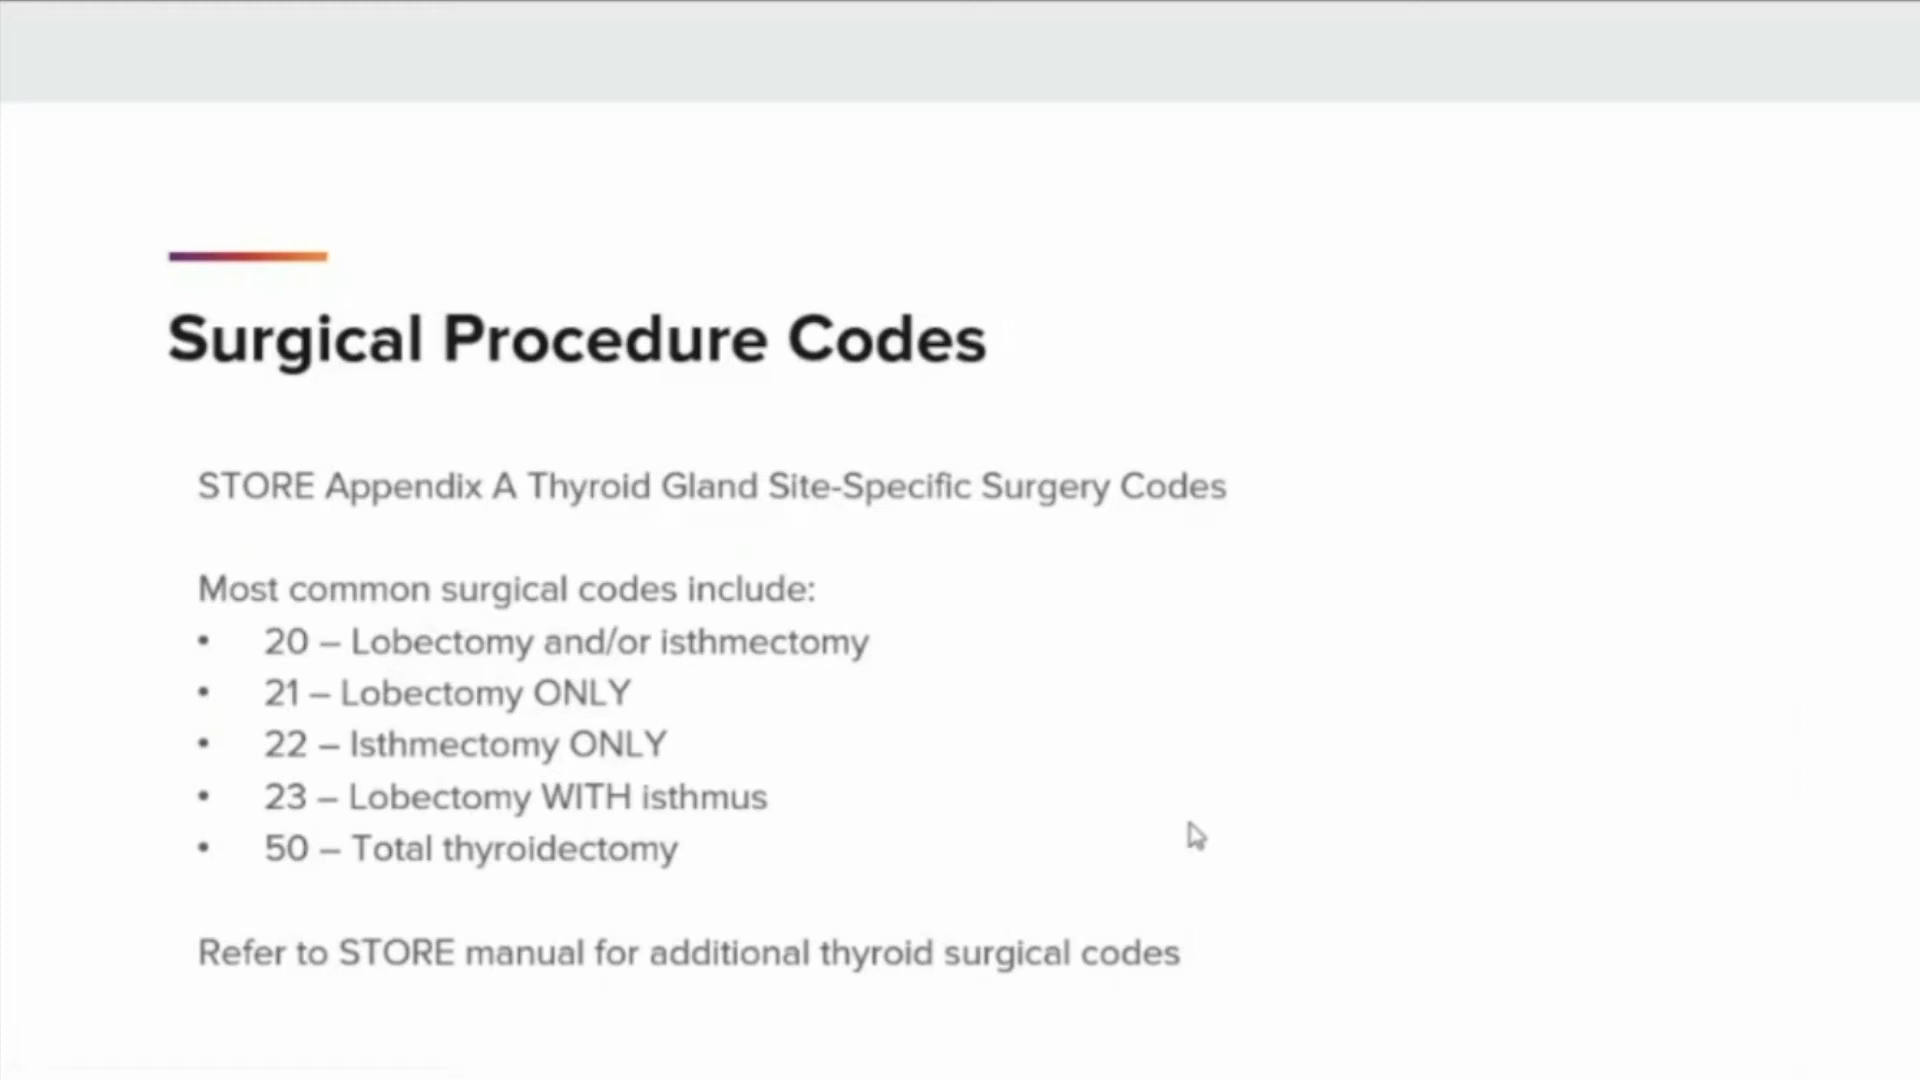 Surgical Procedure Codes
STORE Appendix A Thyroid Gland Site-Specific Surgery Codes
Most common surgical codes include:
• 20 – Lobectomy and/or isthmectomy
• 21 – Lobectomy ONLY
• 22 – Isthmectomy ONLY
• 23 – Lobectomy WITH isthmus
• 50 – Total thyroidectomy
Refer to STORE manual for additional thyroid surgical codes